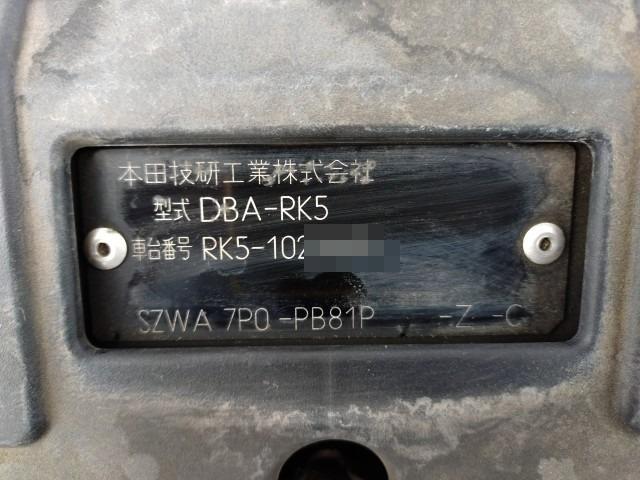 本田技研工業株式会社
型式 DBA-RK5
車台番号 RK5-102
SZWA 7P0 -PB81P -Z -C